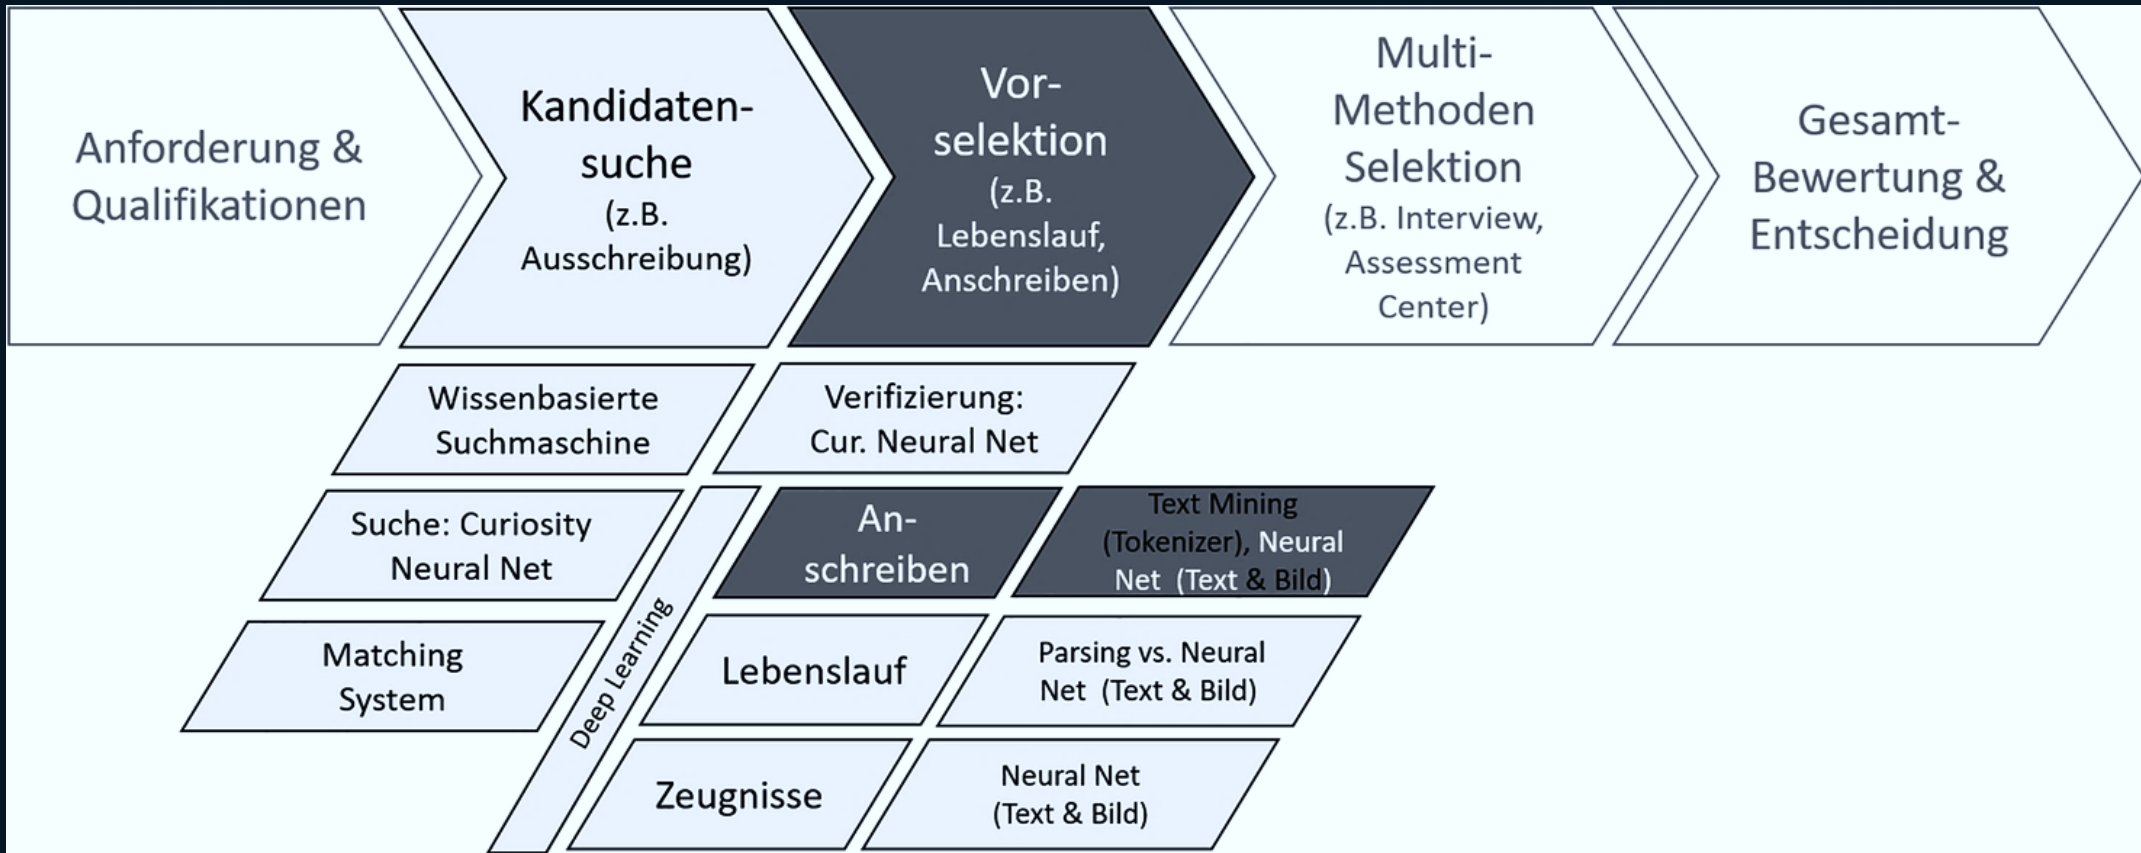 Anforderung &
Qualifikationen
Kandidaten-
suche
(z.B.
Ausschreibung)
Vor-
selektion
(z.B.
Lebenslauf,
Anschreiben)
Multi-
Methoden
Selektion
(z.B. Interview,
Assessment
Center)
Gesamt-
Bewertung &
Entscheidung
Wissenbasierte
Suchmaschine
Verifizierung:
Cur. Neural Net
Suche: Curiosity
Neural Net
Matching
System
Deep Learning
An-
schreiben
Text Mining
(Tokenizer), Neural
Net (Text & Bild)
Lebenslauf
Parsing vs. Neural
Net (Text & Bild)
Zeugnisse
Neural Net
(Text & Bild)